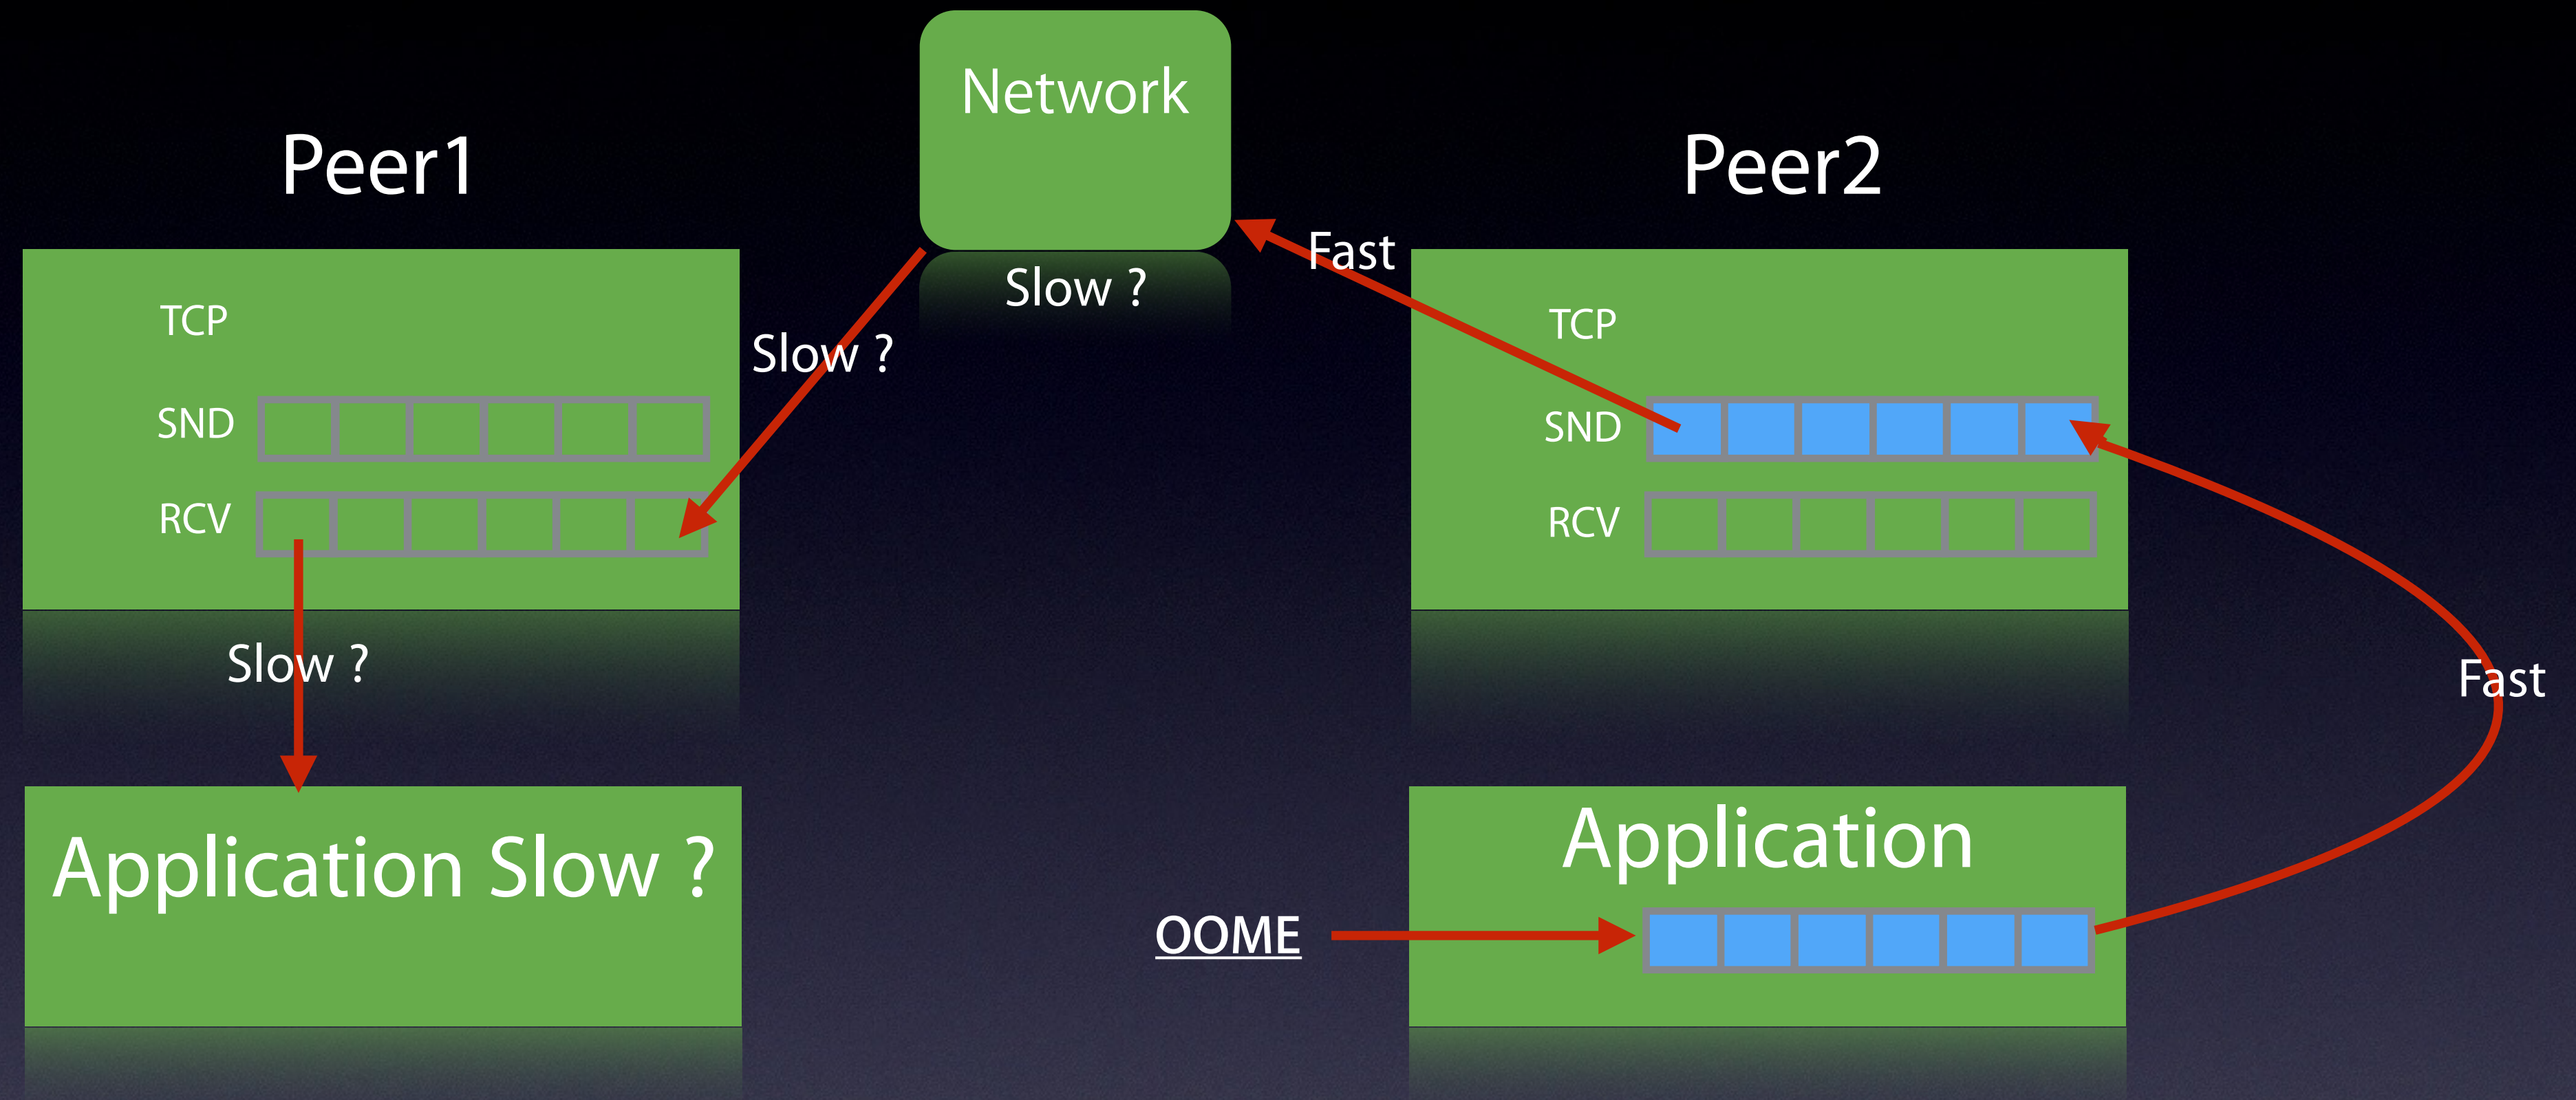 Network
Peer1
Peer2
Fast
Slow ?
Slow ?
TCP
SND
RCV
TCP
SND
RCV
Slow ?
Fast
Application Slow ?
Application
OOME